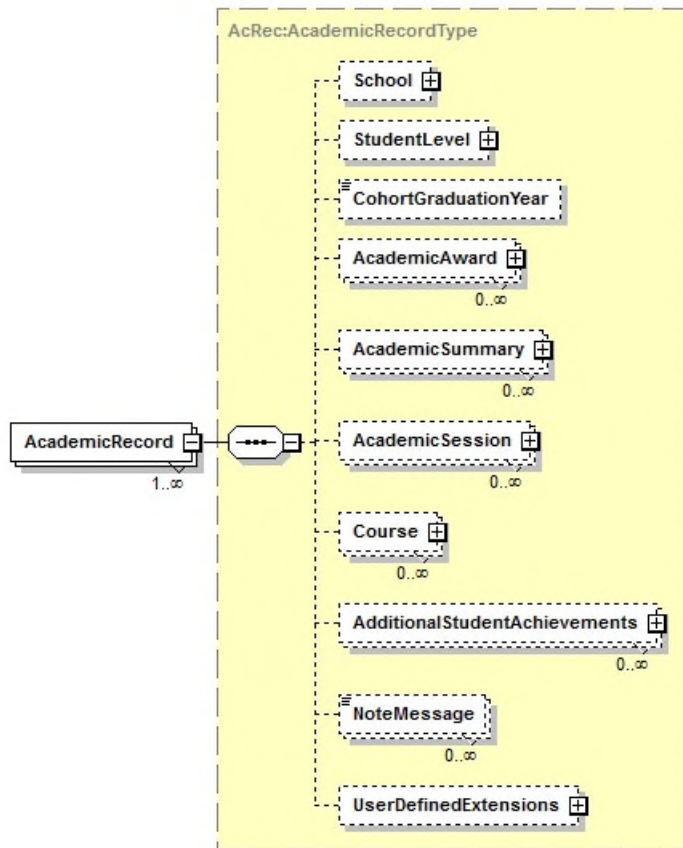 AcRec:AcademicRecordType
School
StudentLevel
CohortGraduationYear
AcademicAward
0..∞
AcademicSummary
0..∞
AcademicRecord
1..∞
AcademicSession
0..∞
Course
0..∞
AdditionalStudentAchievements
0..∞
NoteMessage
0..∞
UserDefinedExtensions